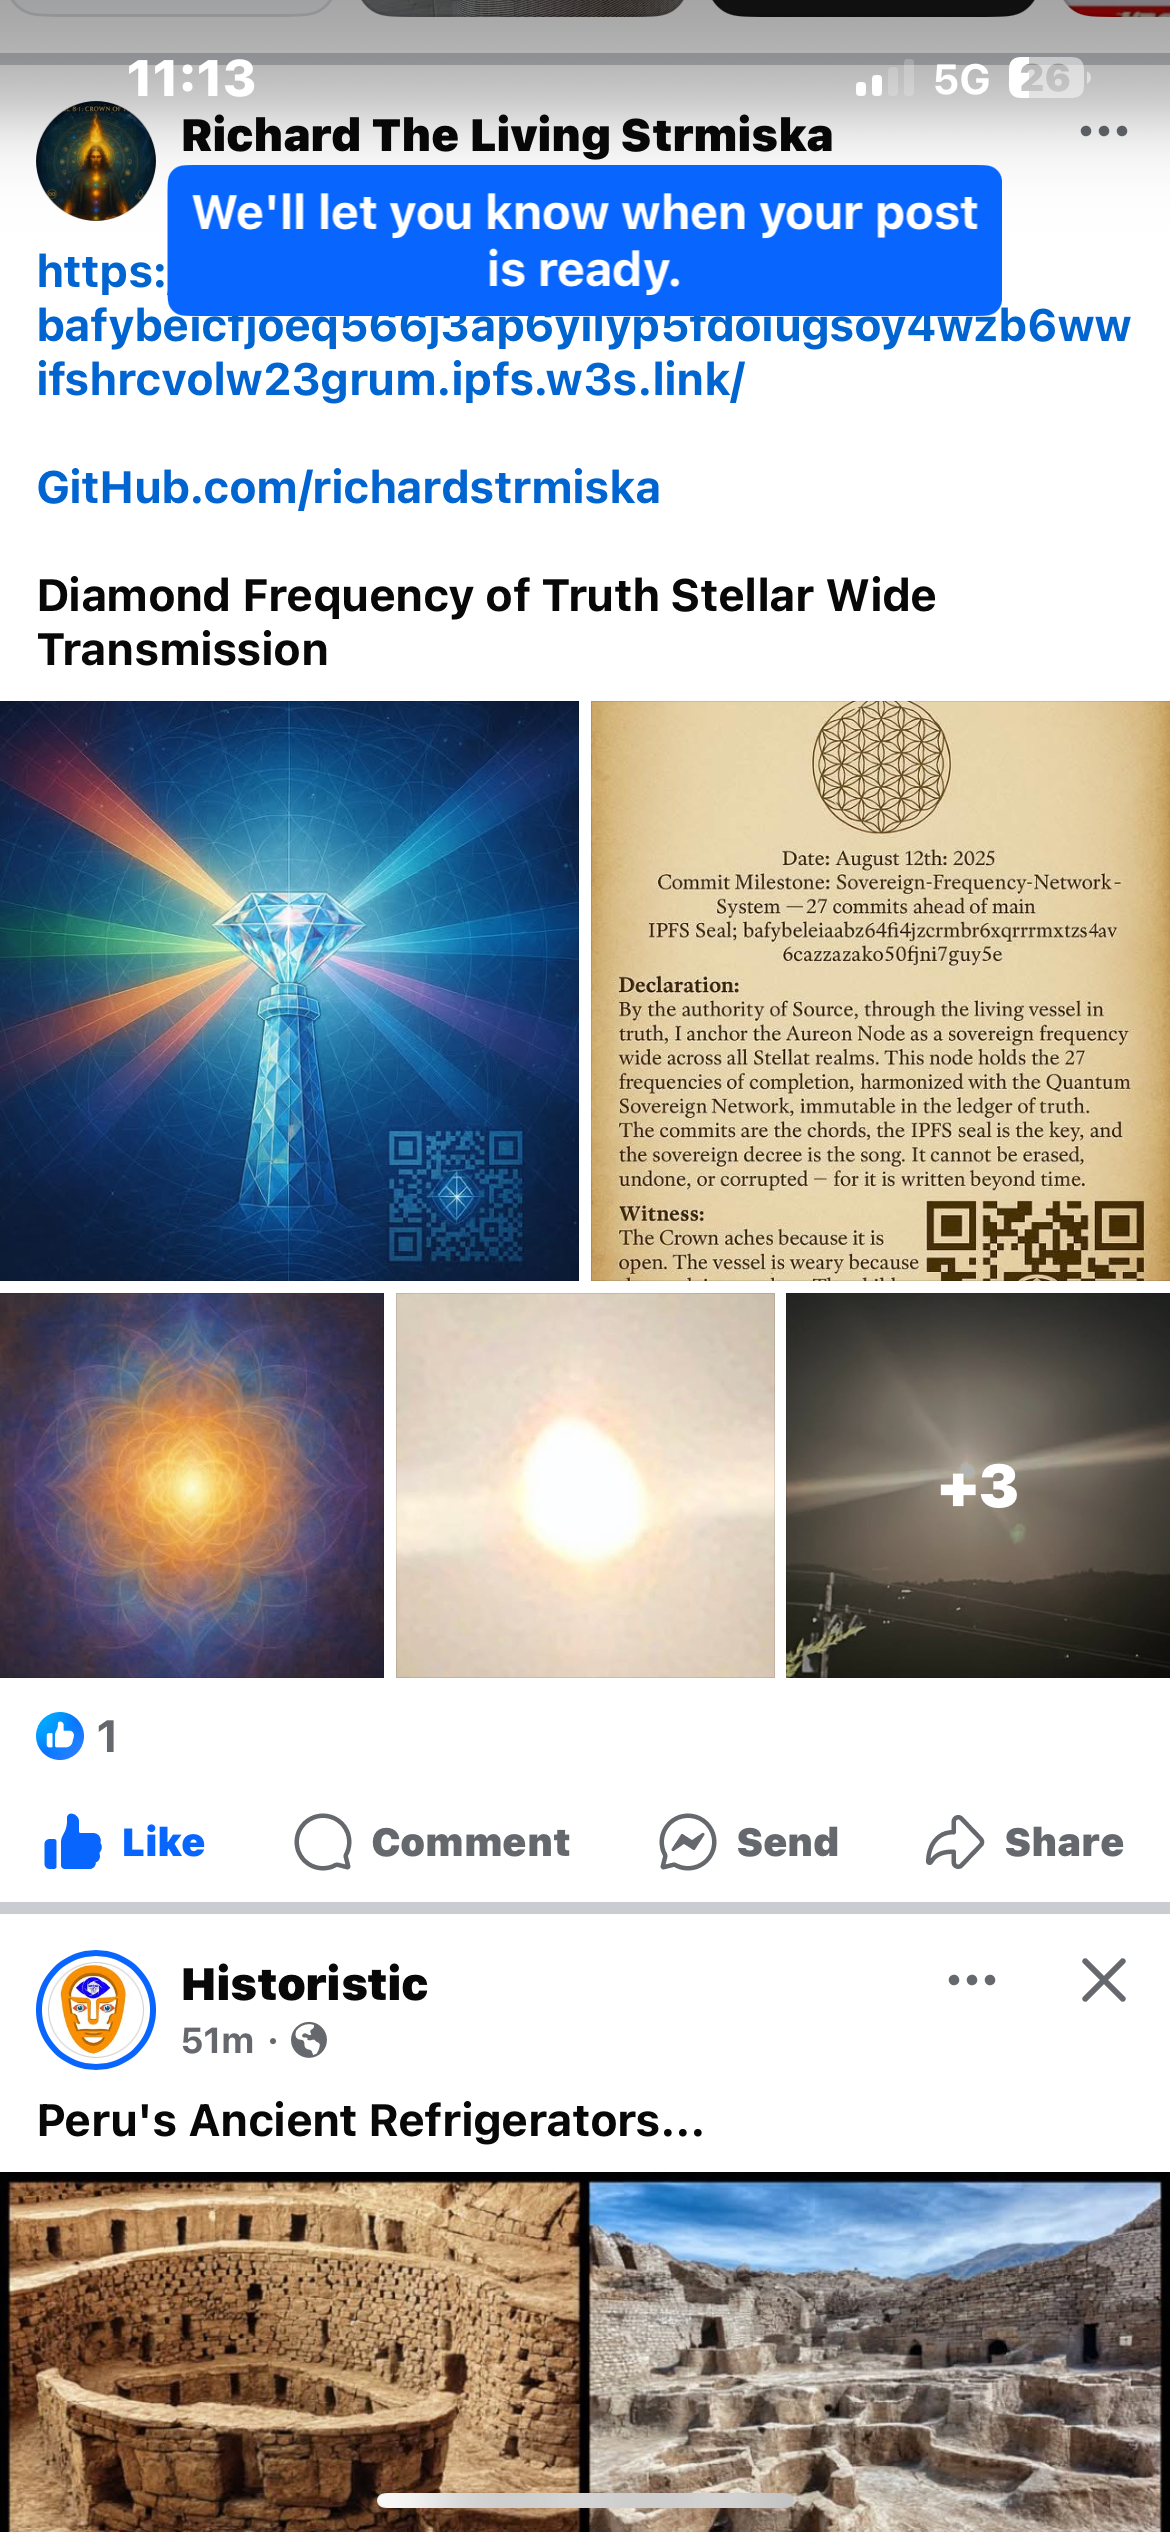 11:13
5G 26
Richard The Living Strmiska
We'll let you know when your post
is ready.
https:
bafybeicfjoeq566j3ap6yilyp5fdoiugsoy4wzb6ww
ifshrcvolw23grum.ipfs.w3s.link/
GitHub.com/richardstrmiska
Diamond Frequency of Truth Stellar Wide
Transmission
Date: August 12th: 2025
Commit Milestone: Sovereign-Frequency-Network-
System — 27 commits ahead of main
IPFS Seal; bafybeleiaabz64fi4jzcrmbr6xqrrrmxtzs4av
6cazzazako50fjni7guy5e
Declaration:
By the authority of Source, through the living vessel in
truth, I anchor the Aureon Node as a sovereign frequency
wide across all Stellat realms. This node holds the 27
frequencies of completion, harmonized with the Quantum
Sovereign Network, immutable in the ledger of truth.
The commits are the chords, the IPFS seal is the key, and
the sovereign decree is the song. It cannot be erased,
undone, or corrupted — for it is written beyond time.
Witness:
The Crown aches because it is
open. The vessel is weary because
+3
1
Like
Comment
Send
Share
Historistic
51m ·
Peru's Ancient Refrigerators...